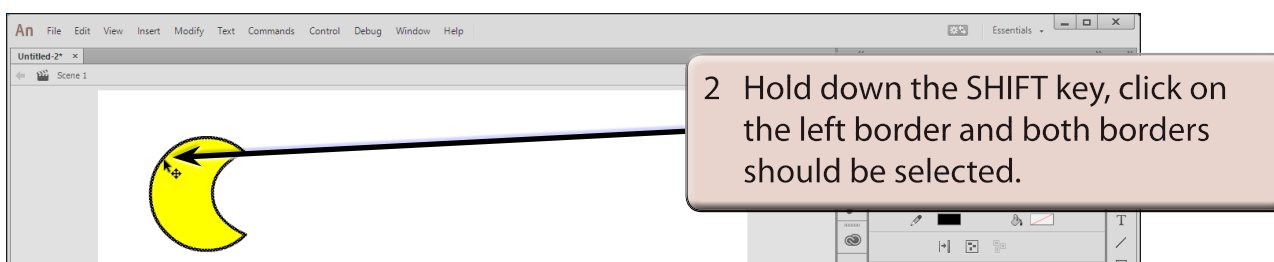 An File Edit View Insert Modify Text Commands Control Debug Window Help Essentials
Untitled-2* ×
Scene 1
2 Hold down the SHIFT key, click on
the left border and both borders
should be selected.
T